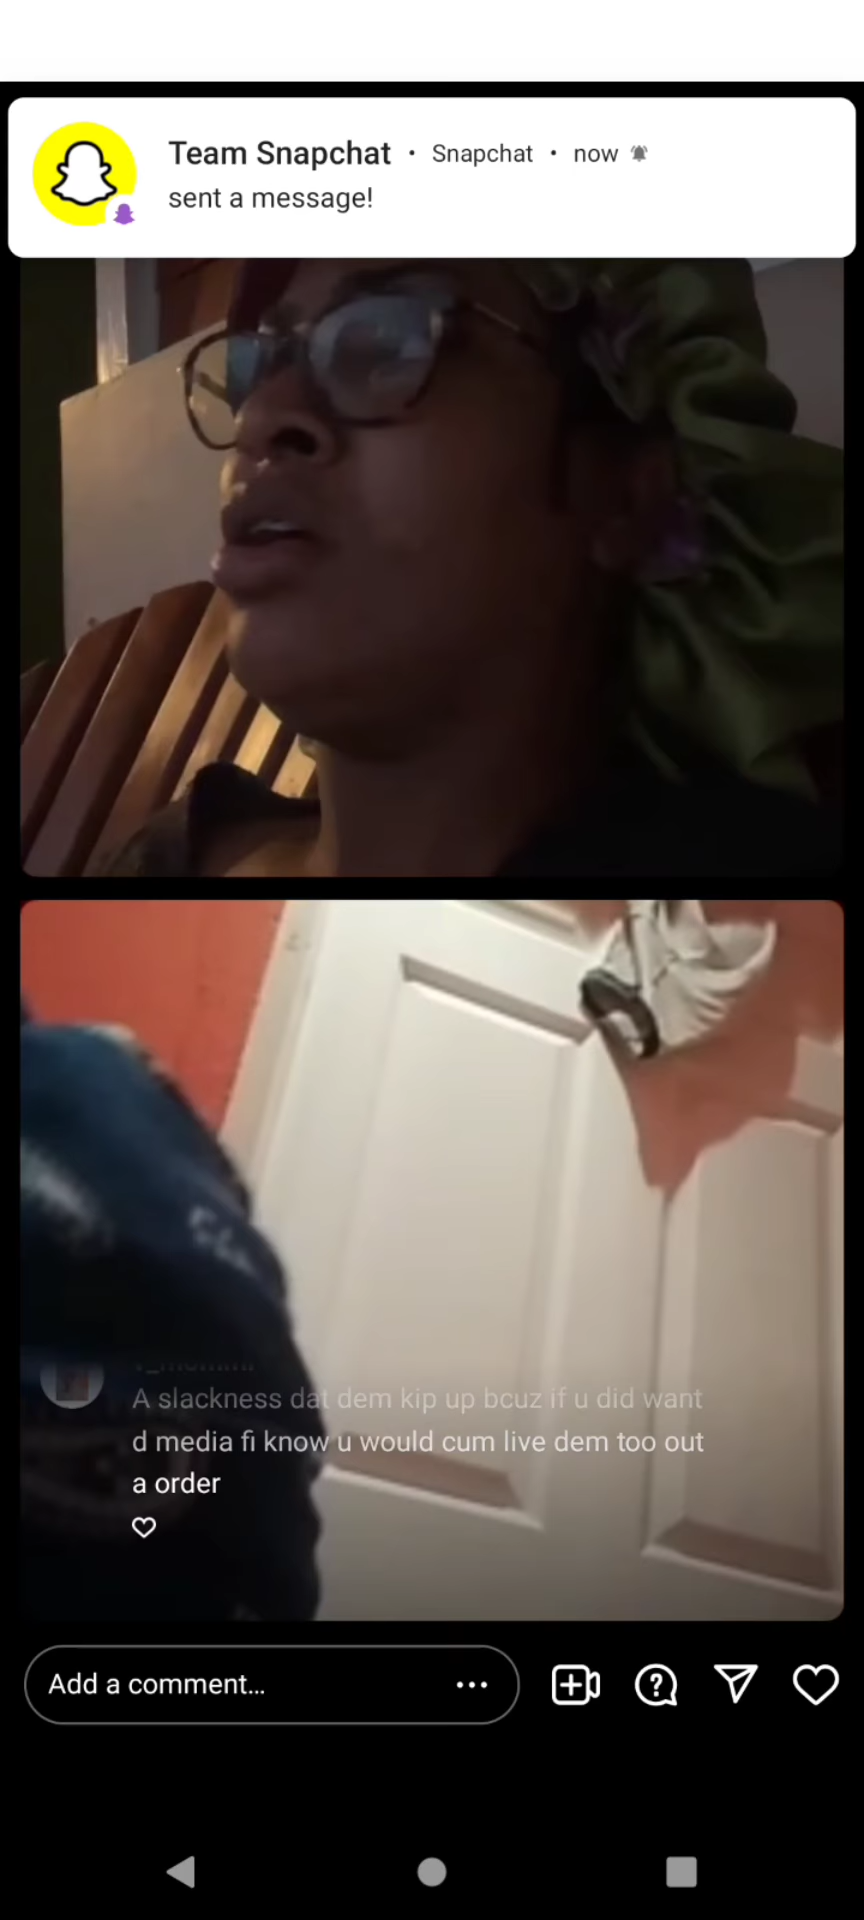 Team Snapchat • Snapchat • now
sent a message!
A slackness dat dem kip up bcuz if u did want
d media fi know u would cum live dem too out
a order
Add a comment...